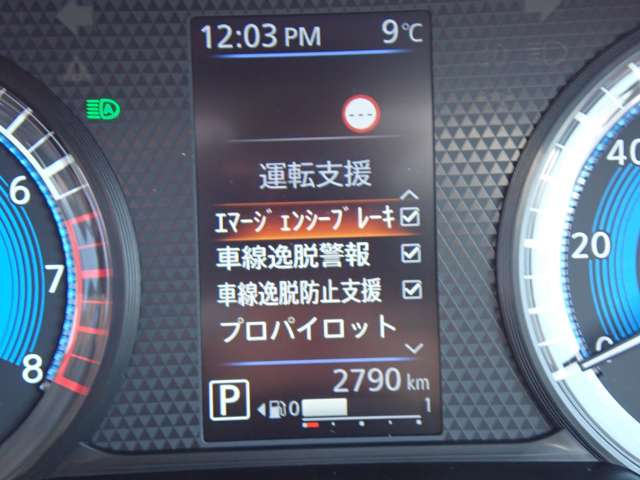 12:03 PM 9℃
---
運転支援
ｴﾏｰｼﾞｪﾝｼｰﾌﾞﾚｰｷ
車線逸脱警報
車線逸脱防止支援
プロパイロット
2790 km
P 0 1
6
7
8
40
20
0
A